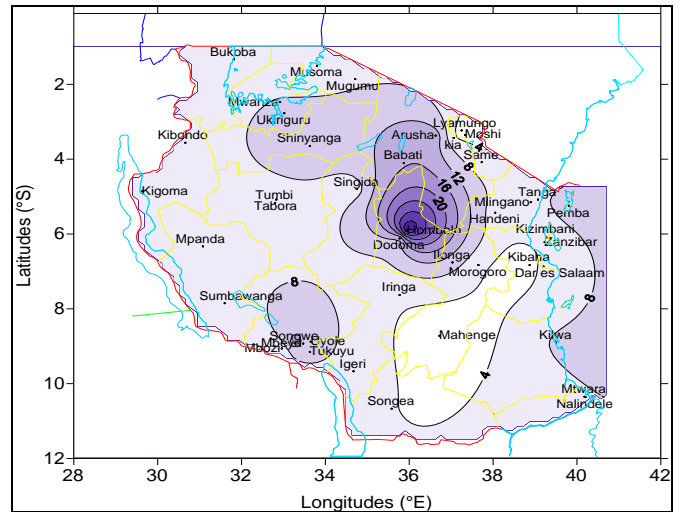 Bukoba
Musoma
2
Mugumu
Mwanza
Ukiriguru
Lyamungo
Kibondo
Shinyanga
Arusha
Moshi
kia
4
4
Babati
Same
8
12
Kigoma
Singida
16
Tumbi
Tabora
20
Mlingano
Tanga
Pemba
Handeni
6
Mpanda
Hombolo
Kizimbani
Dodoma
Zanzibar
Ilonga
Kibaha
Morogoro
Dar es Salaam
8
Sumbawanga
8
Iringa
8
Songwe
Mahenge
Kilwa
Mbozi
Uyole
Tukuyu
Igeri
4
10
Songea
Mtwara
Nalindele
12
28 30 32 34 36 38 40 42
Longitudes (°E)
Latitudes (°S)